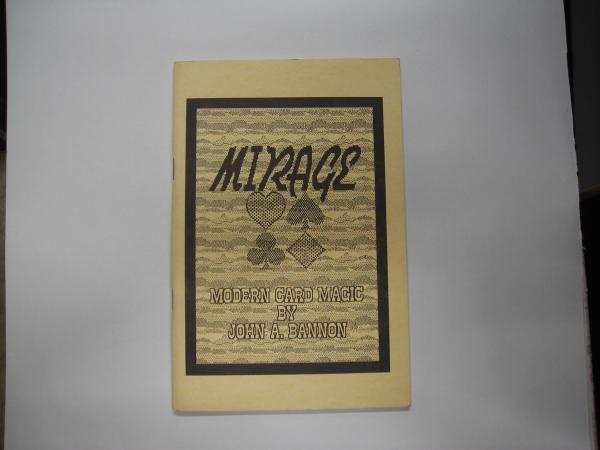 MIRAGE
MODERN CARD MAGIC
BY
JOHN A. BANNON